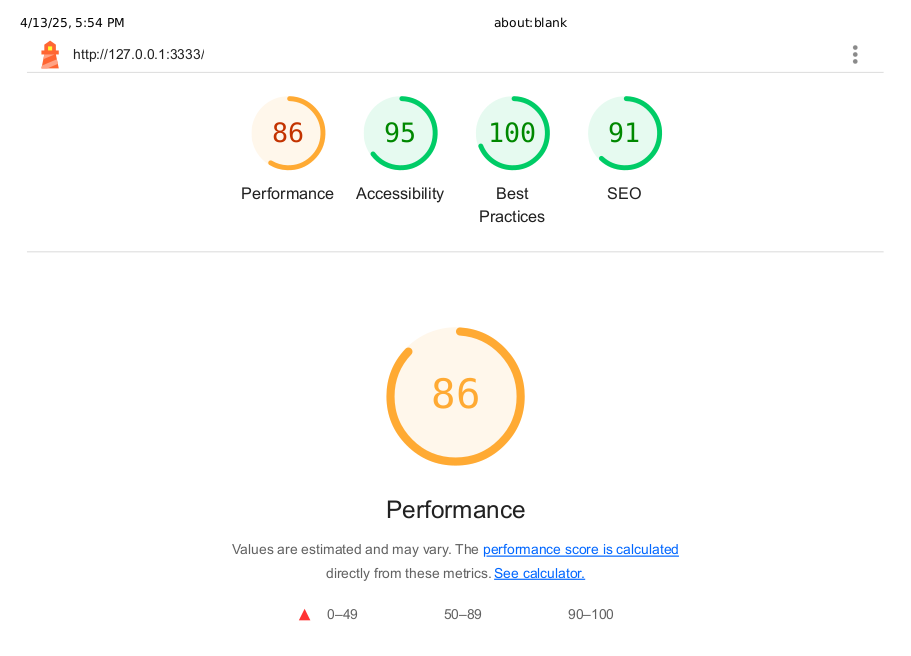 4/13/25, 5:54 PM
about:blank
http://127.0.0.1:3333/
86
95
100
91
Performance
Accessibility
Best
Practices
SEO
86
Performance
Values are estimated and may vary. The performance score is calculated
directly from these metrics. See calculator.
0–49
50–89
90–100